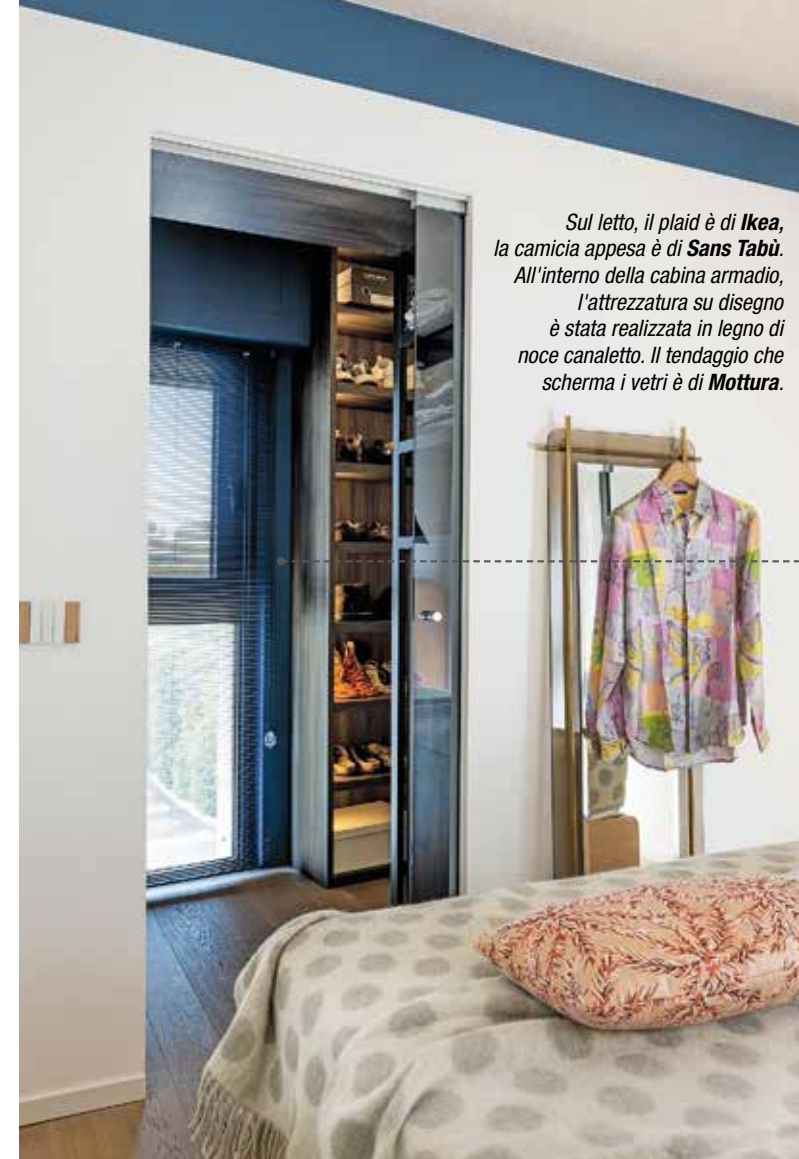 Sul letto, il plaid è di Ikea,
la camicia appesa è di Sans Tabù.
All'interno della cabina armadio,
l'attrezzatura su disegno
è stata realizzata in legno di
noce canaletto. Il tendaggio che
scherma i vetri è di Mottura.